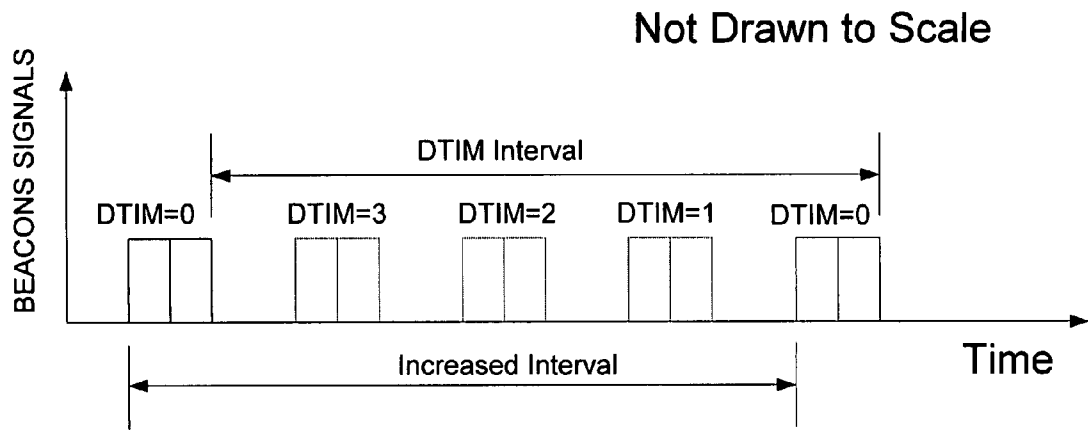 Not Drawn to Scale
BEACONS SIGNALS
DTIM Interval
DTIM=0
DTIM=3
DTIM=2
DTIM=1
DTIM=0
Increased Interval
Time